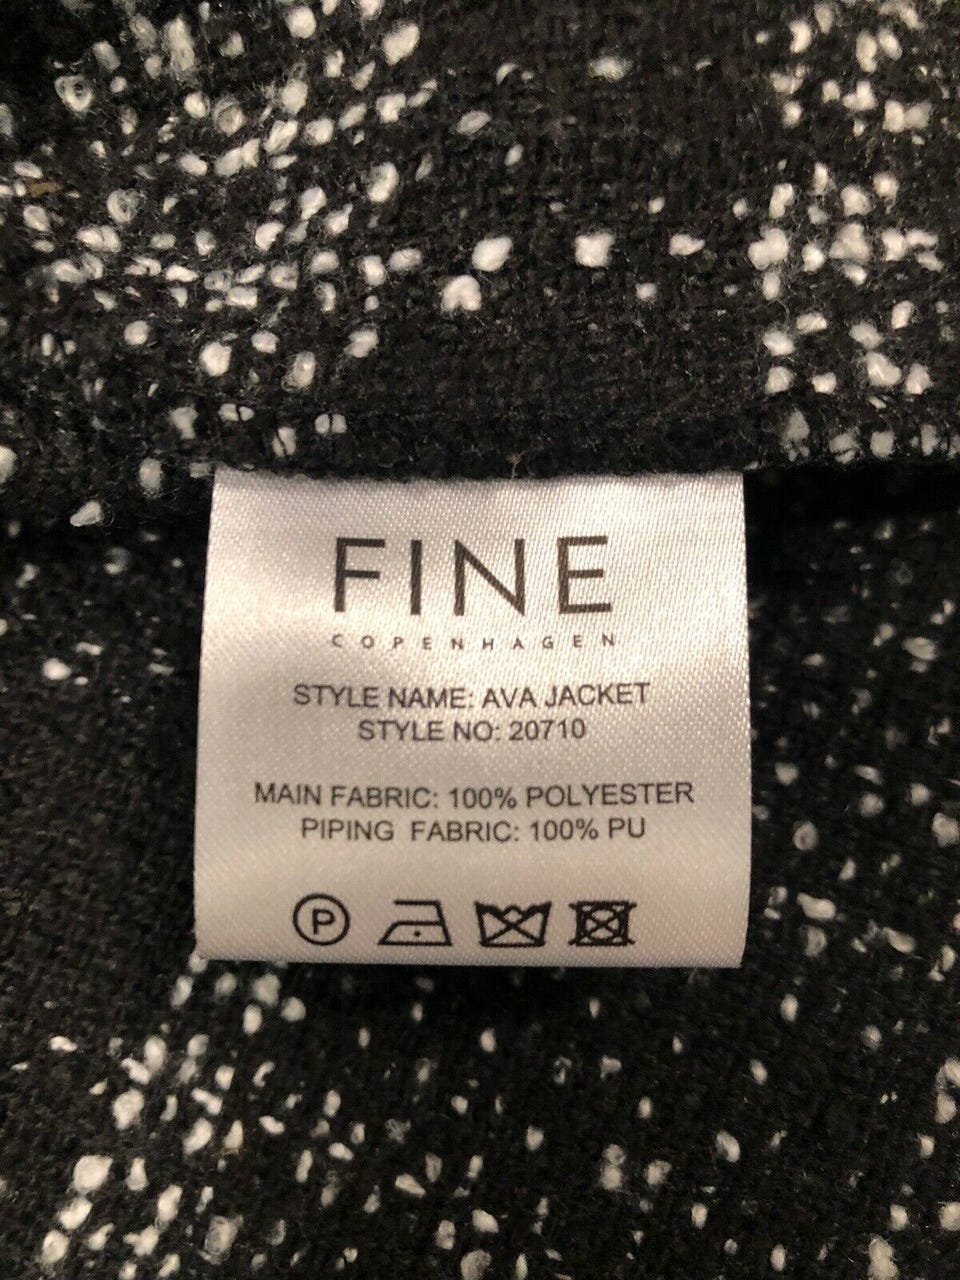 FINE
COPENHAGEN
STYLE NAME: AVA JACKET
STYLE NO: 20710
MAIN FABRIC: 100% POLYESTER
PIPING FABRIC: 100% PU
P